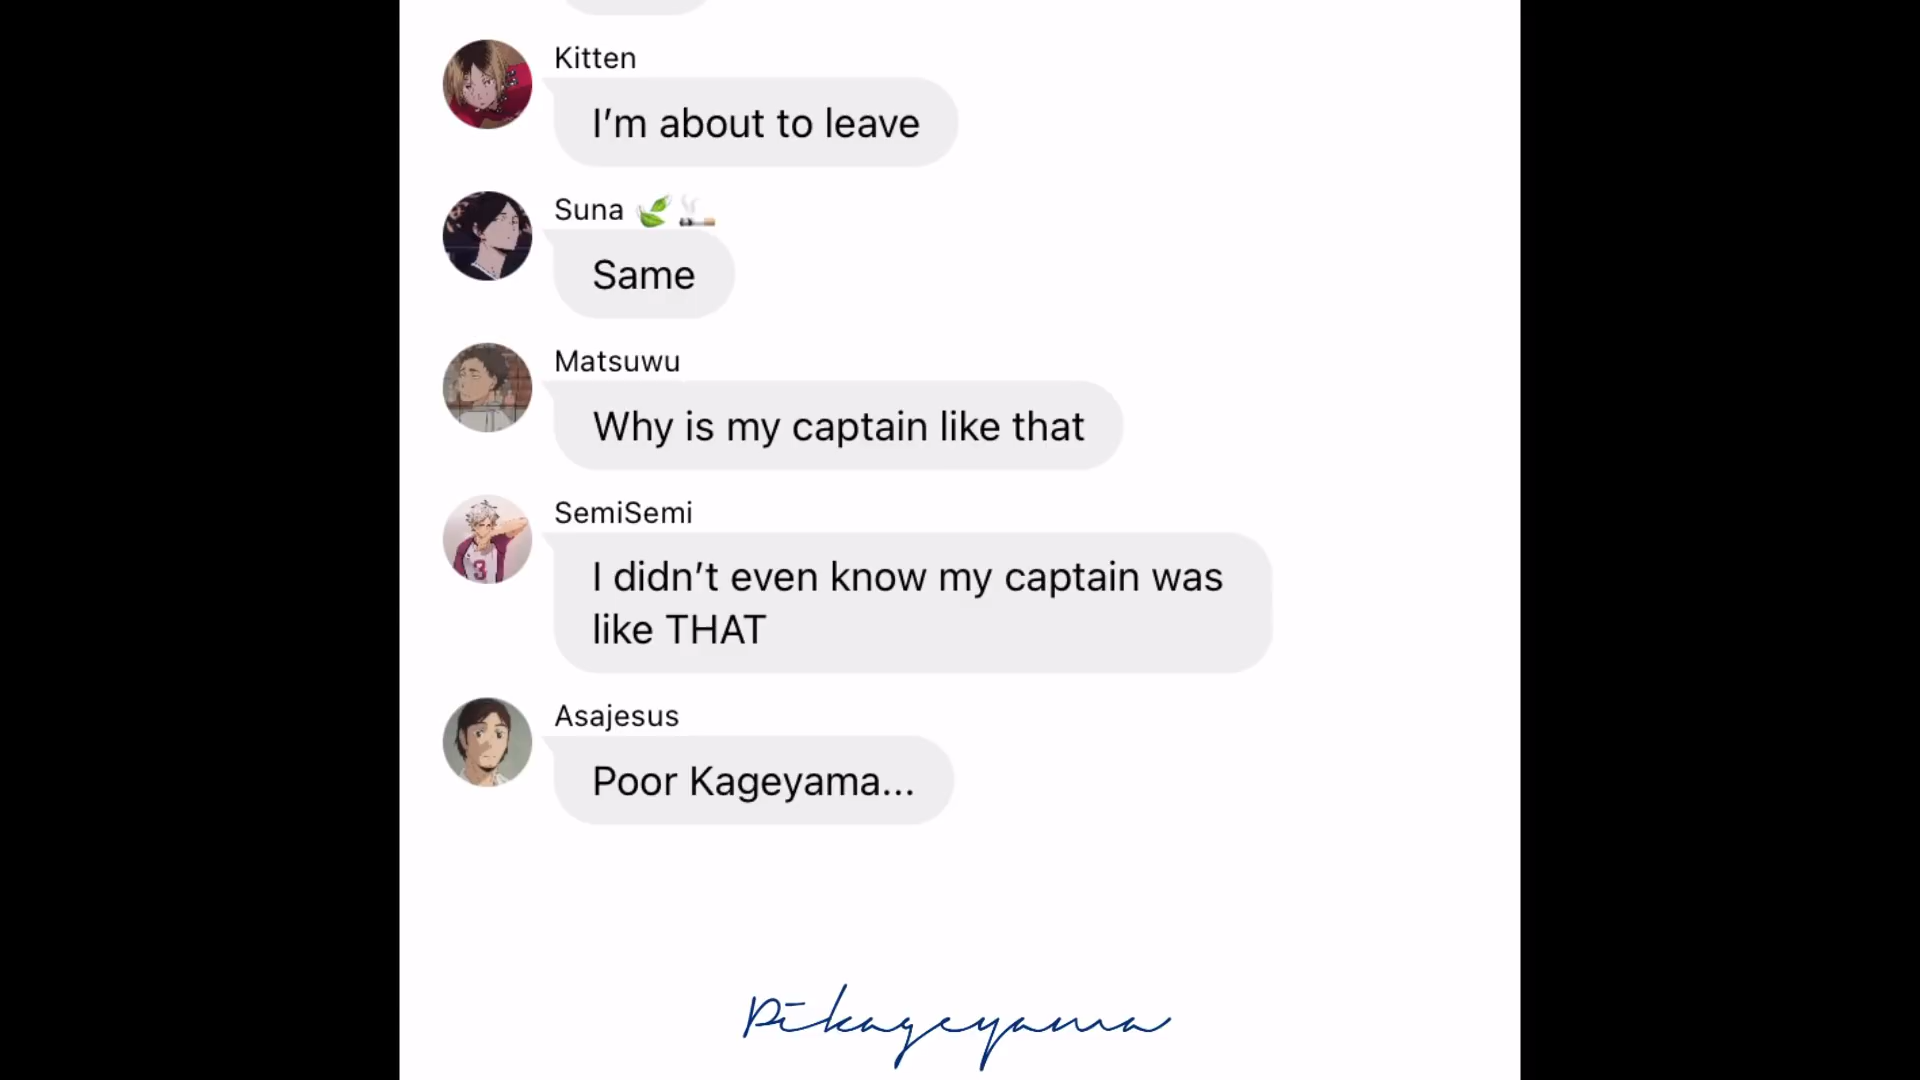 Kitten
I’m about to leave
Suna 🍃🚬
Same
Matsuwu
Why is my captain like that
SemiSemi
3
I didn’t even know my captain was
like THAT
Asajesus
Poor Kageyama...
Pikageyama